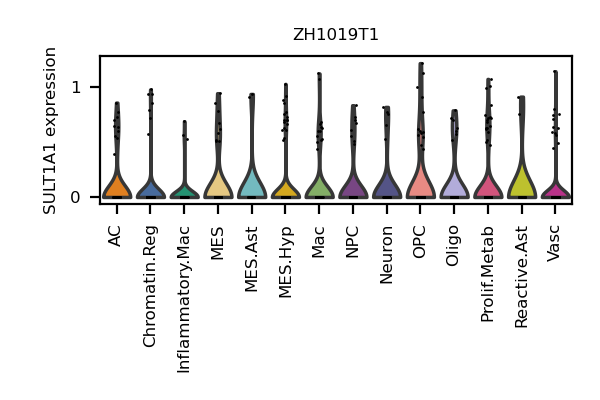 ZH1019T1
SULT1A1 expression
1
0
AC
Chromatin.Reg
Inflammatory.Mac
MES
MES.Ast
MES.Hyp
Mac
NPC
Neuron
OPC
Oligo
Prolif.Metab
Reactive.Ast
Vasc